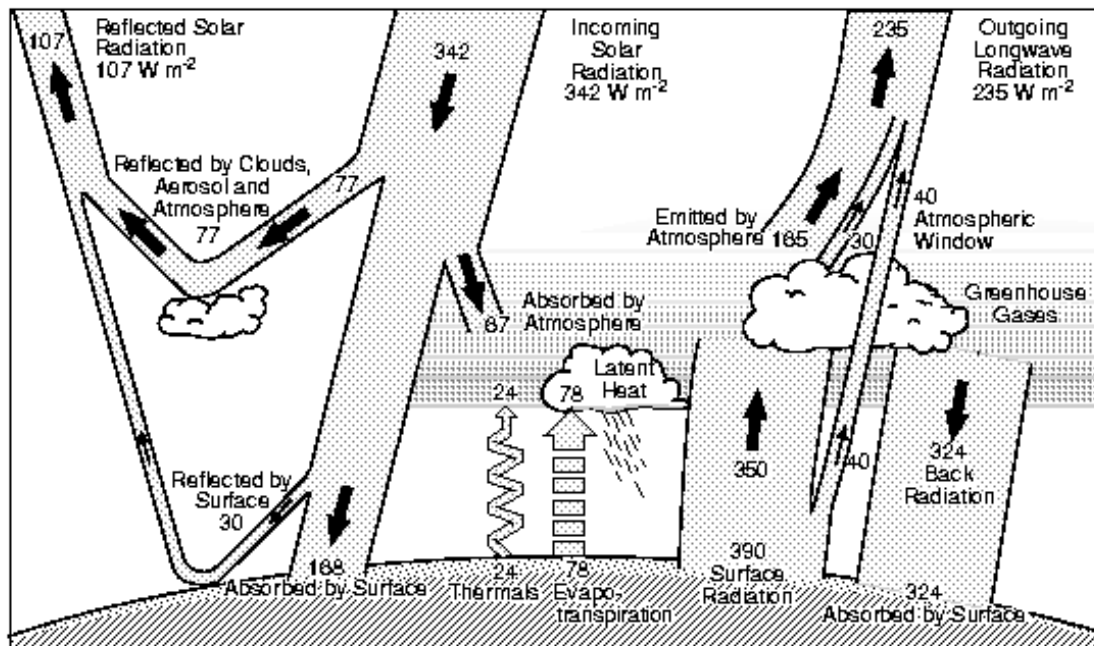 107
Reflected Solar
Radiation
107 W m-2
342
Incoming
Solar
Radiation
342 W m-2
235
Outgoing
Longwave
Radiation
235 W m-2
Reflected by Clouds,
Aerosol and
Atmosphere
77
77
Emitted by
Atmosphere
165
30
40
Atmospheric
Window
Greenhouse
Gases
67
Absorbed by
Atmosphere
24
78
Latent
Heat
350
40
324
Back
Radiation
Reflected by
Surface
30
168
Absorbed by Surface
24
Thermals
78
Evapo-
transpiration
390
Surface
Radiation
324
Absorbed by Surface